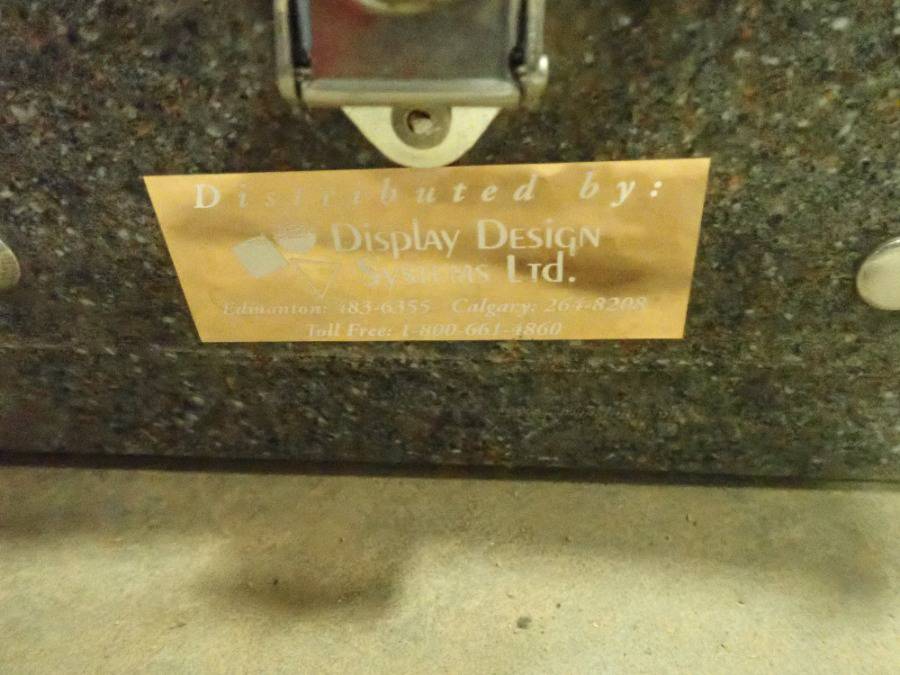 Distributed by:
Display Design
Systems Ltd.
Edmonton: 483-6355 Calgary: 264-8208
Toll Free: 1-800-661-4860